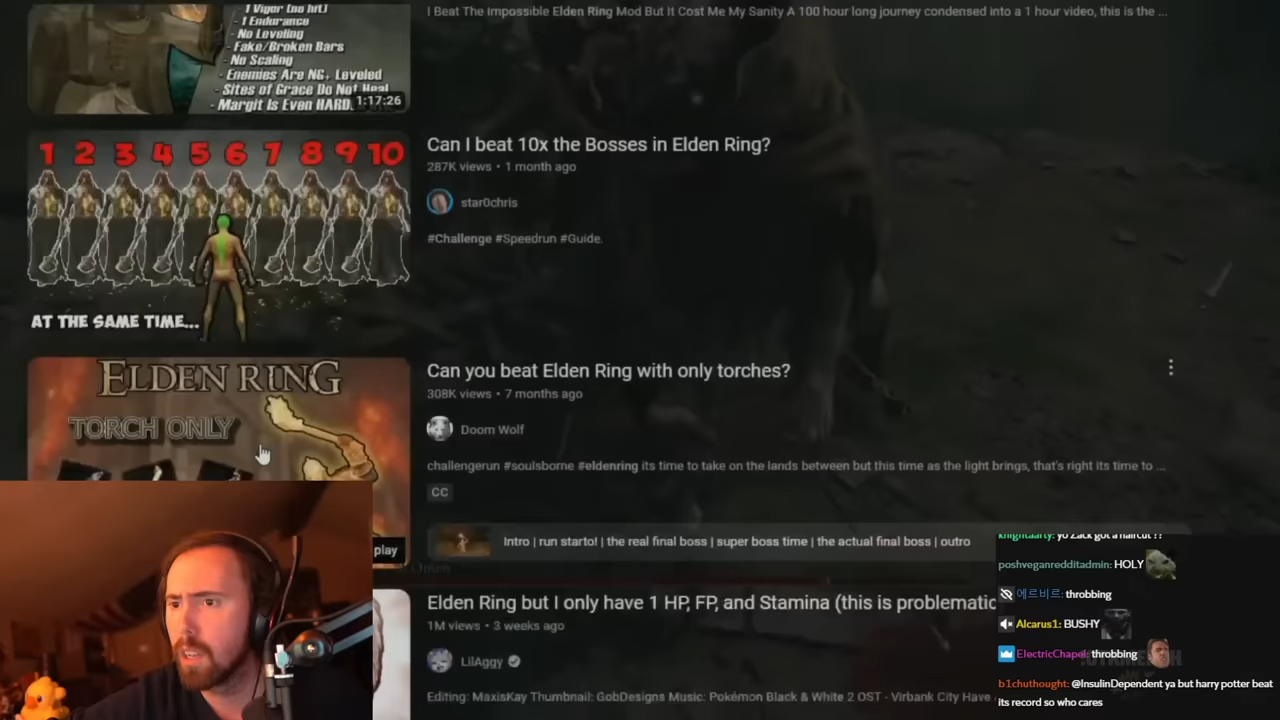 1 Vigor (no hit)
- 1 Endurance
- No Leveling
- Fake/Broken Bars
- No Scaling
- Enemies Are NG+ Leveled
- Sites of Grace Do Not Heal
- Margit Is Even HARD
1:17:26
I Beat The Impossible Elden Ring Mod But It Cost Me My Sanity A 100 hour long journey condensed into a 1 hour video, this is the ...
1 2 3 4 5 6 7 8 9 10
AT THE SAME TIME...
Can I beat 10x the Bosses in Elden Ring?
287K views • 1 month ago
star0chris
#Challenge #Speedrun #Guide.
ELDEN RING
TORCH ONLY
play
Can you beat Elden Ring with only torches?
308K views • 7 months ago
Doom Wolf
challengerun #soulsborne #eldenring its time to take on the lands between but this time as the light brings, that's right its time to ...
CC
Intro | run starto! | the real final boss | super boss time | the actual final boss | outro
Elden Ring but I only have 1 HP, FP, and Stamina (this is problematic
1M views • 3 weeks ago
LilAggy
Editing: MaxisKay Thumbnail: GobDesigns Music: Pokémon Black & White 2 OST - Virbank City Have
knightarty: yo Zack got a haircut ??
poshveganredditadmin: HOLY
에르비르: throbbing
Alcarus1: BUSHY
ElectricChapel: throbbing
b1chuthought: @InsulinDependent ya but harry potter beat
its record so who cares